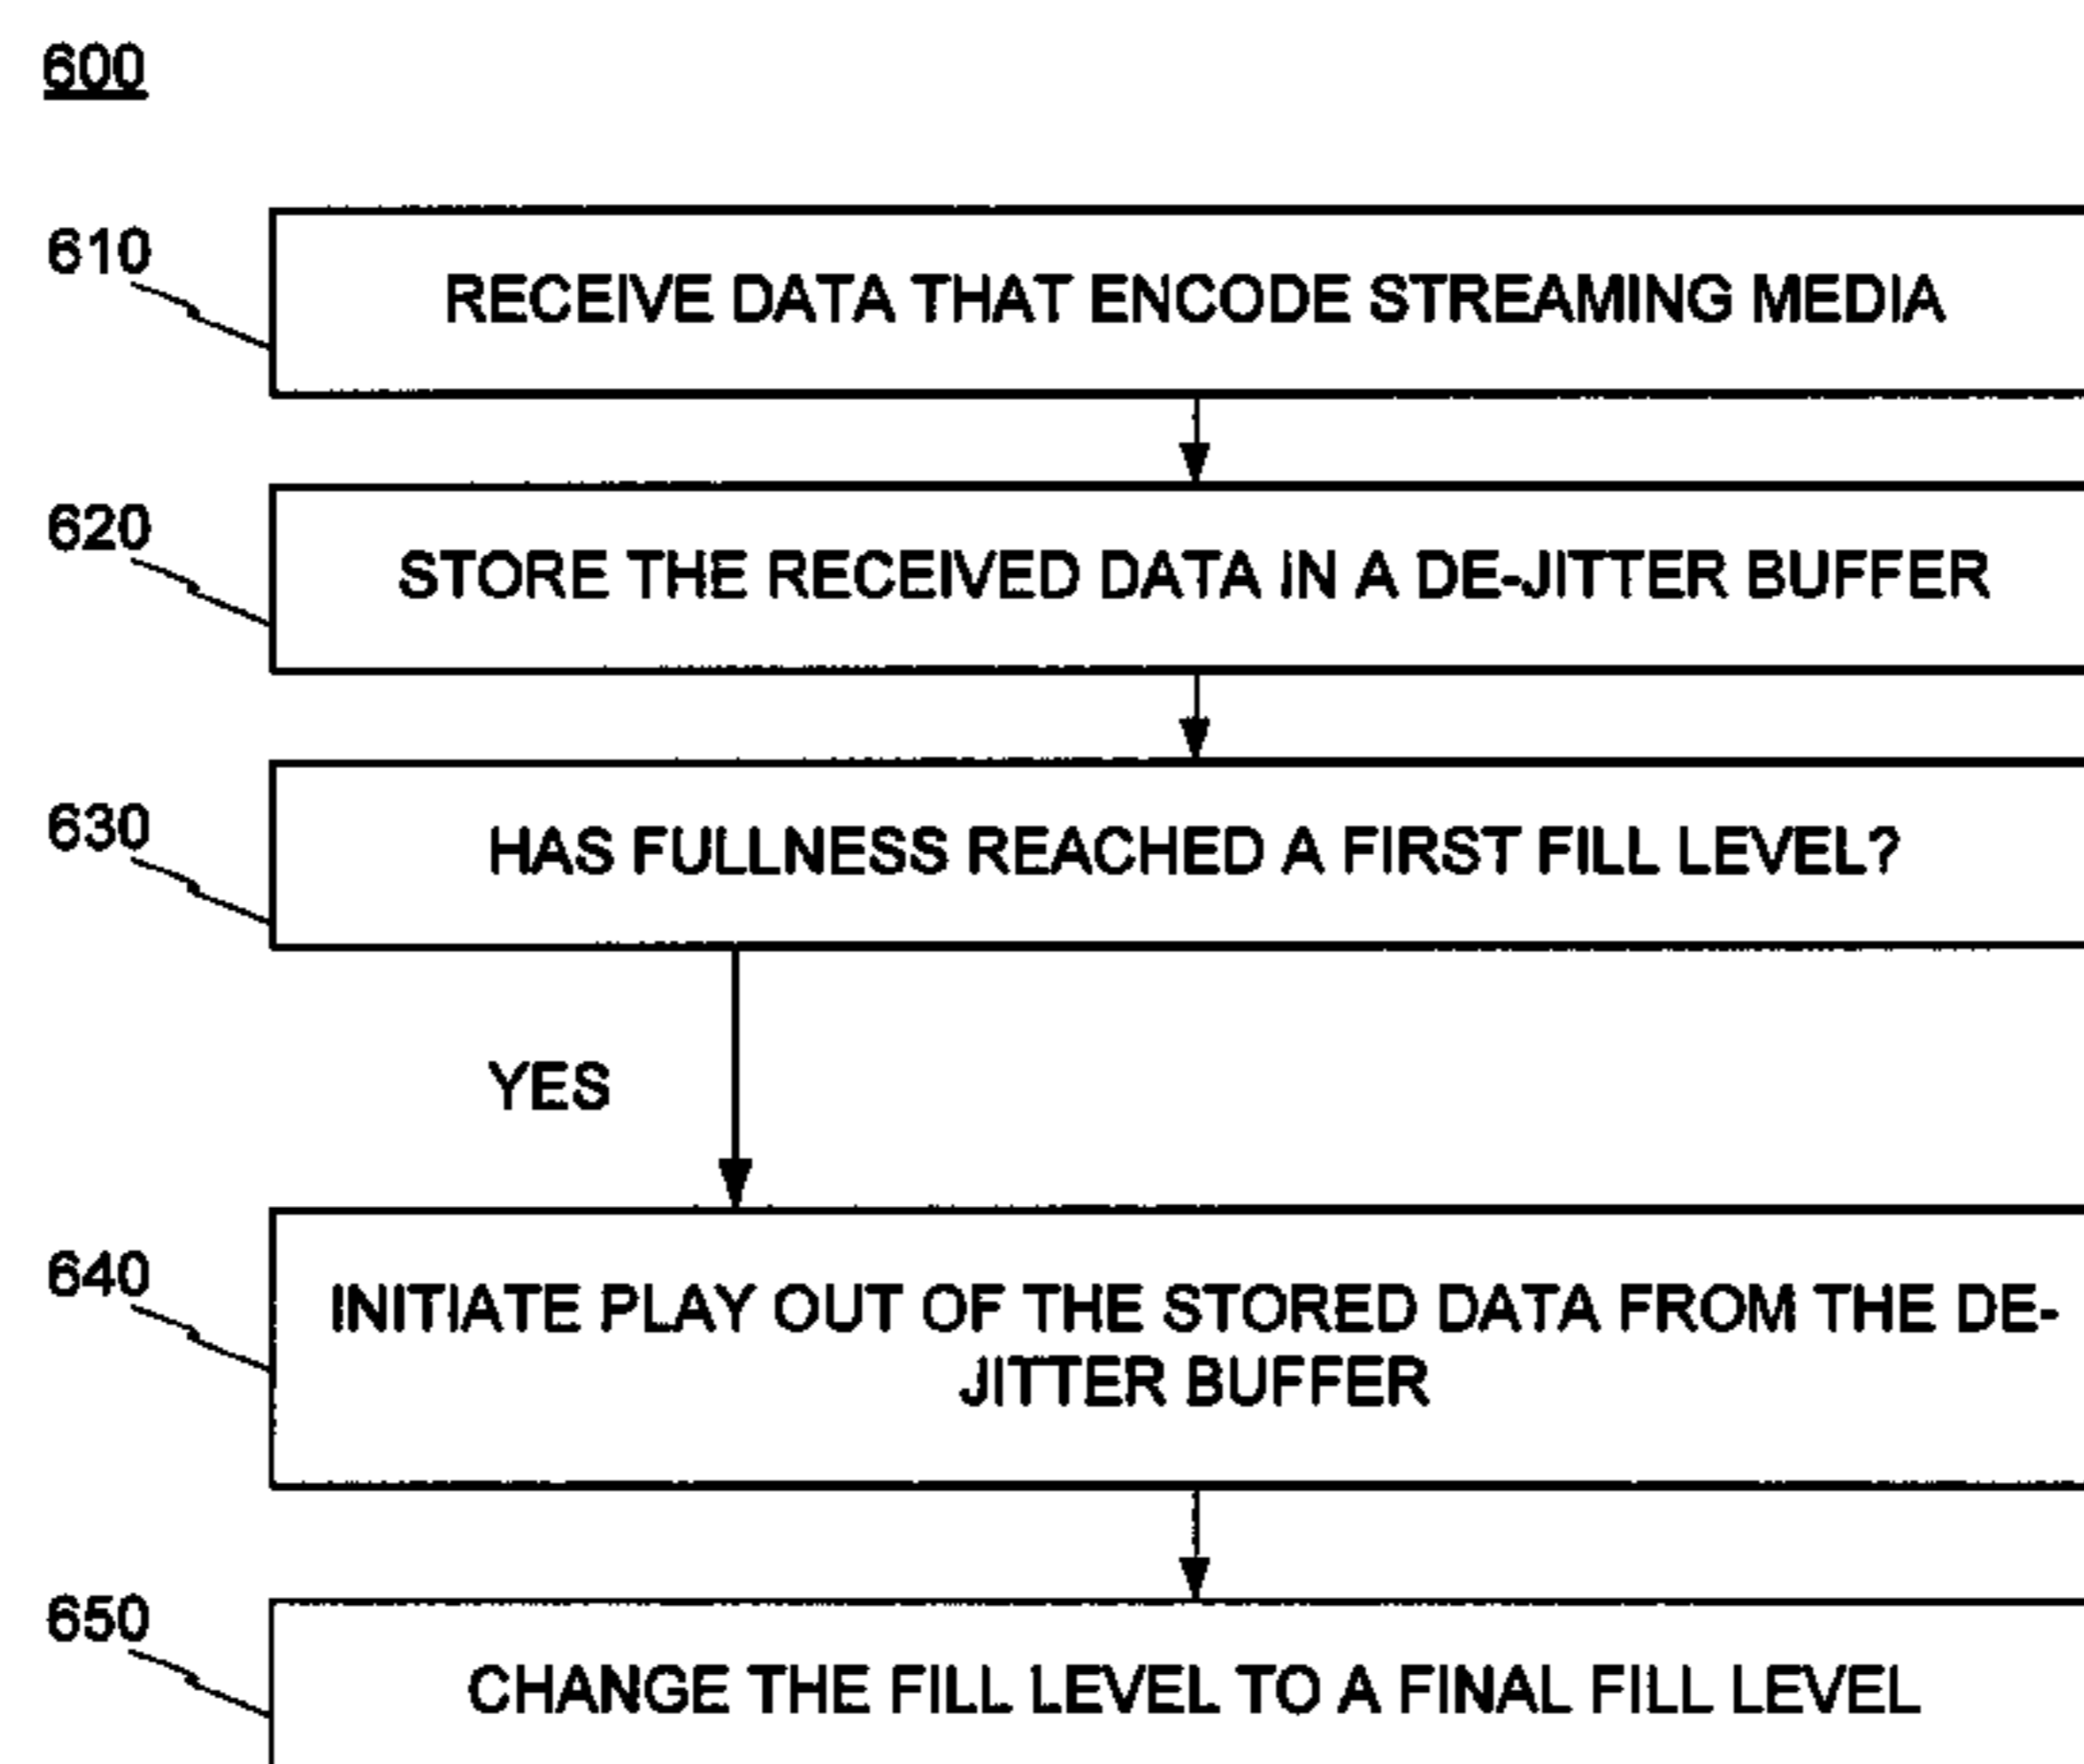 600
610
RECEIVE DATA THAT ENCODE STREAMING MEDIA
620
STORE THE RECEIVED DATA IN A DE-JITTER BUFFER
630
HAS FULLNESS REACHED A FIRST FILL LEVEL?
YES
640
INITIATE PLAY OUT OF THE STORED DATA FROM THE DE-
JITTER BUFFER
650
CHANGE THE FILL LEVEL TO A FINAL FILL LEVEL